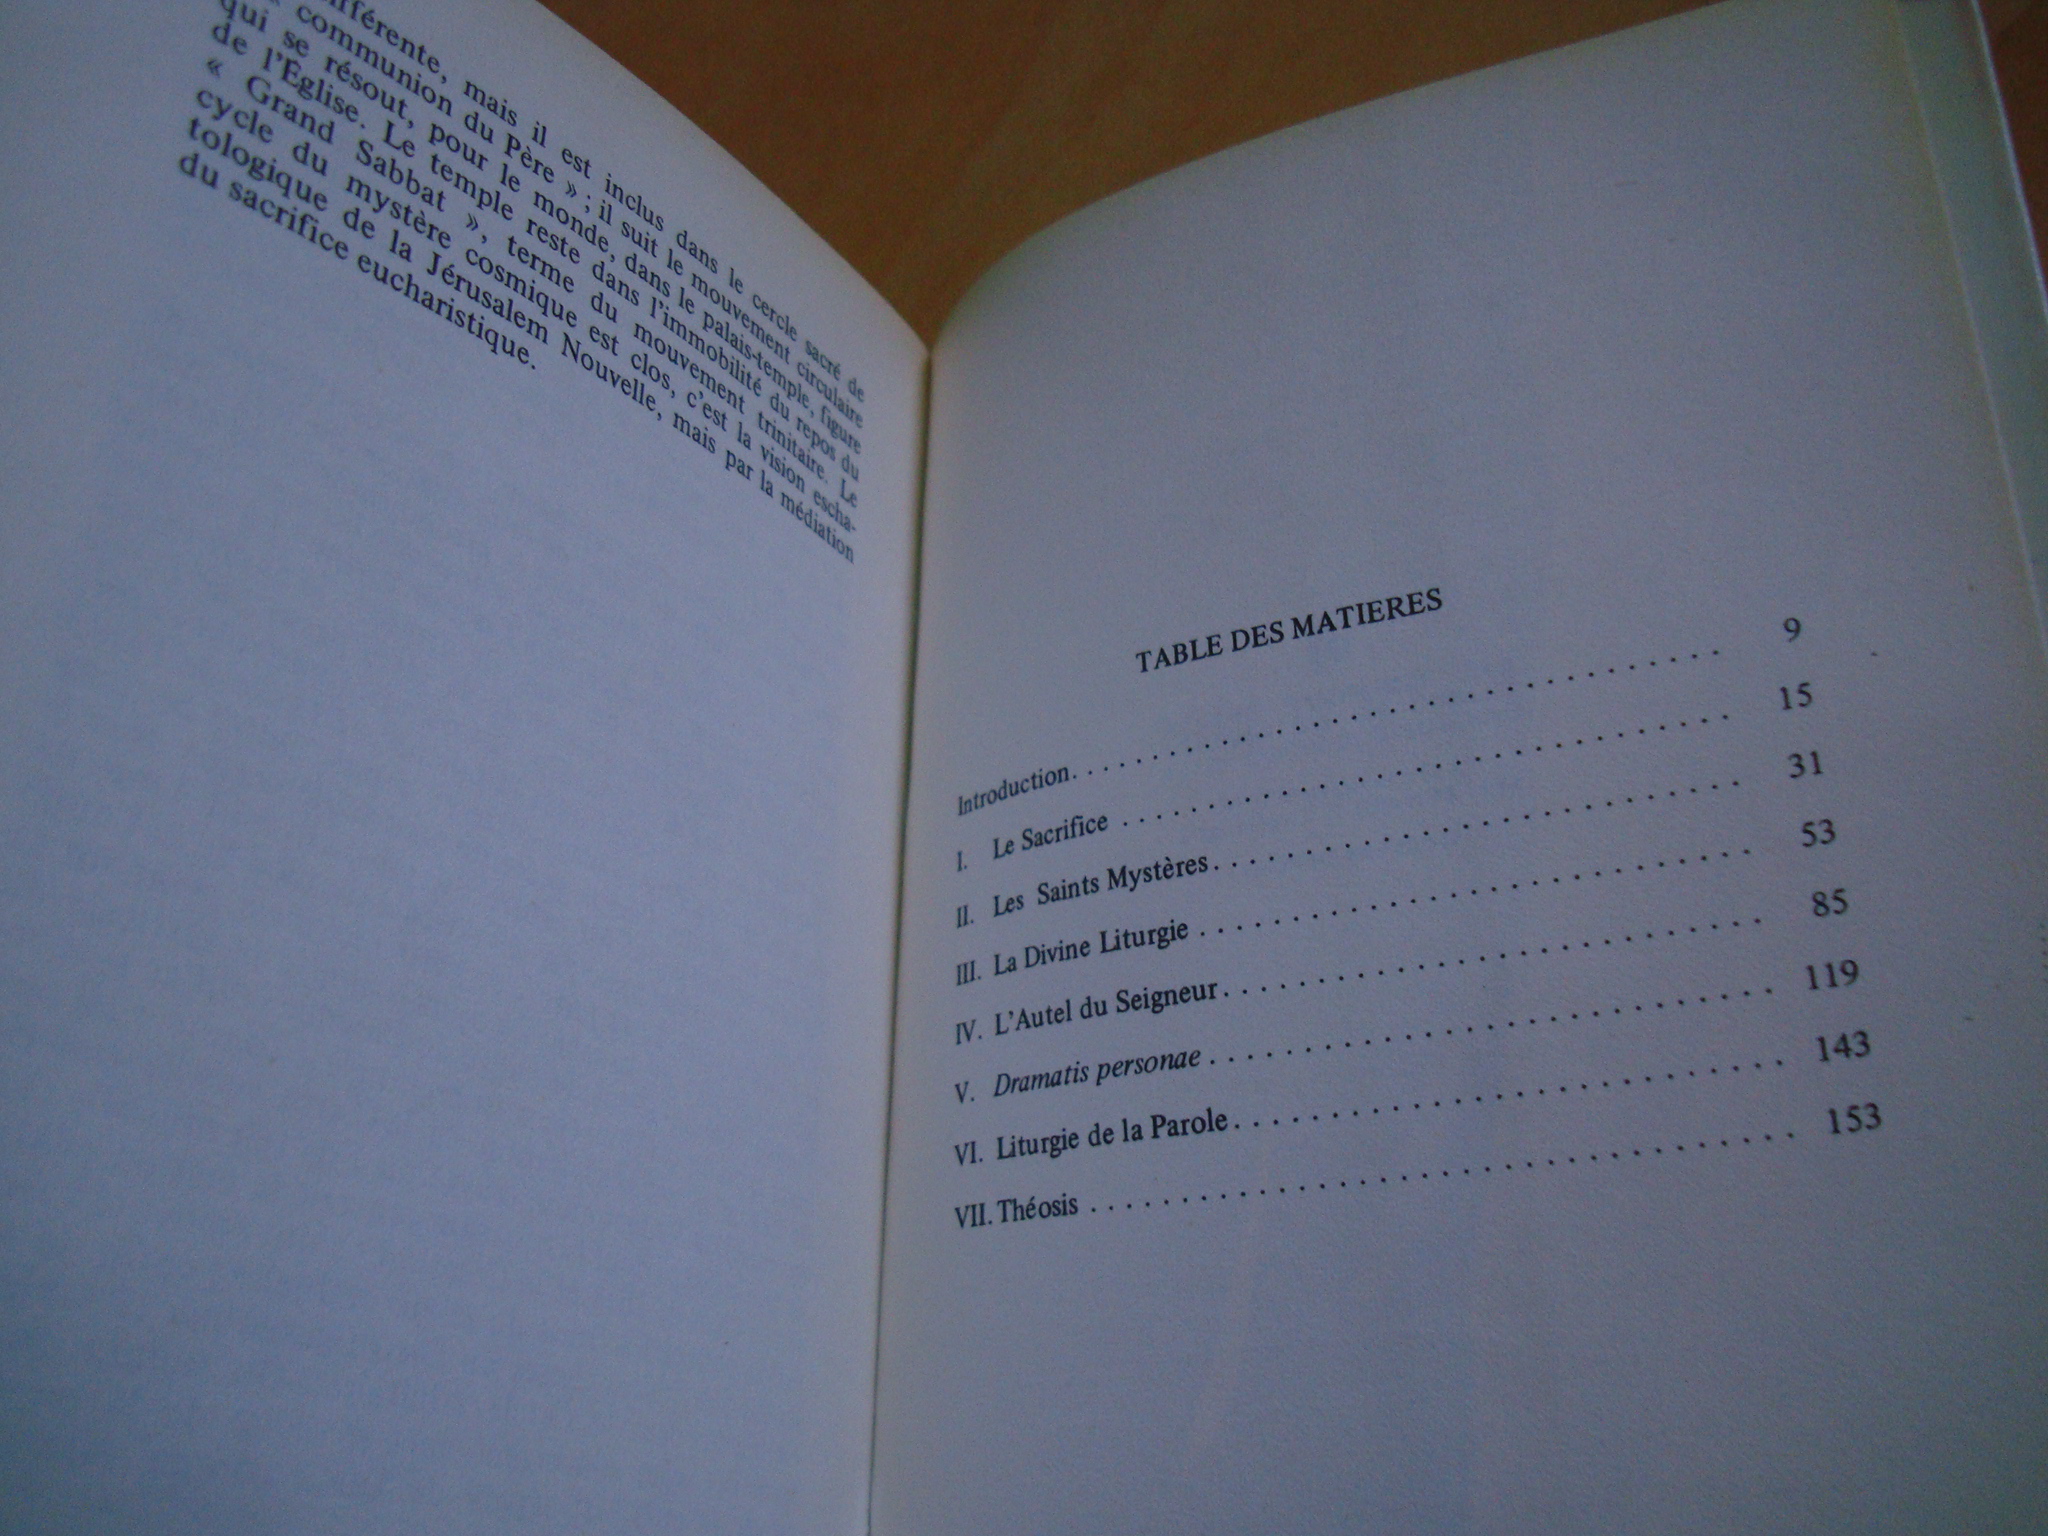 mais il est inclus dans le cercle sacré de
communion du Père » ; il suit le mouvement circulaire
qui se résout, pour le monde, dans le palais-temple, figure
de l'Église. Le temple reste dans l'immobilité du repos du
« Grand Sabbat », terme du mouvement trinitaire. Le
cycle du mystère cosmique est clos, c'est la vision escha-
tologique de la Jérusalem Nouvelle, mais par la médiation
du sacrifice eucharistique.
TABLE DES MATIERES
Introduction. . . . . . . . . . . . . . . . . . . . . . . . . . . . . . . . . . . . . . . 9
I. Le Sacrifice . . . . . . . . . . . . . . . . . . . . . . . . . . . . . . . . . . . . . 15
II. Les Saints Mystères . . . . . . . . . . . . . . . . . . . . . . . . . . . . . . . 31
III. La Divine Liturgie . . . . . . . . . . . . . . . . . . . . . . . . . . . . . . . . 53
IV. L'Autel du Seigneur . . . . . . . . . . . . . . . . . . . . . . . . . . . . . . . 85
V. Dramatis personae . . . . . . . . . . . . . . . . . . . . . . . . . . . . . . . . 119
VI. Liturgie de la Parole . . . . . . . . . . . . . . . . . . . . . . . . . . . . . . 143
VII. Théosis . . . . . . . . . . . . . . . . . . . . . . . . . . . . . . . . . . . . . . . 153